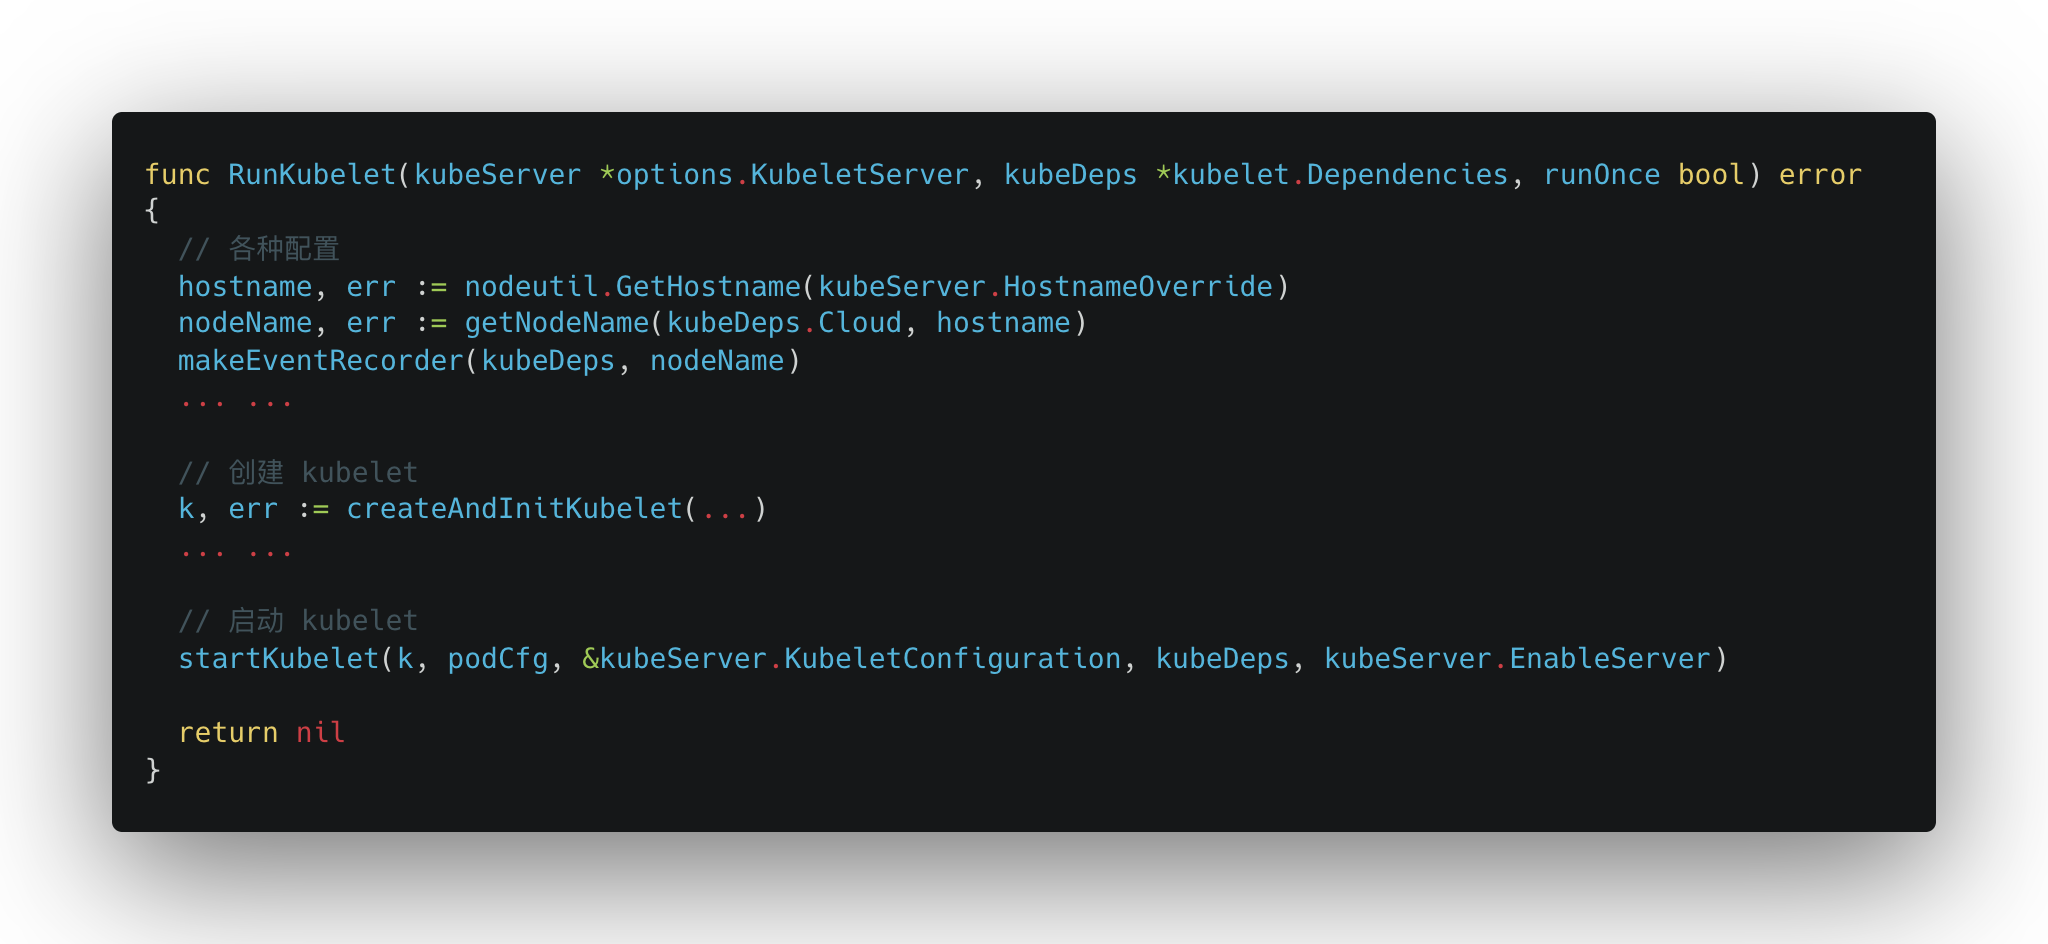 func RunKubelet(kubeServer *options.KubeletServer, kubeDeps *kubelet.Dependencies, runOnce bool) error
{
  // 各种配置
  hostname, err := nodeutil.GetHostname(kubeServer.HostnameOverride)
  nodeName, err := getNodeName(kubeDeps.Cloud, hostname)
  makeEventRecorder(kubeDeps, nodeName)
  ... ...
  // 创建 kubelet
  k, err := createAndInitKubelet(...)
  ... ...
  // 启动 kubelet
  startKubelet(k, podCfg, &kubeServer.KubeletConfiguration, kubeDeps, kubeServer.EnableServer)
  return nil
}